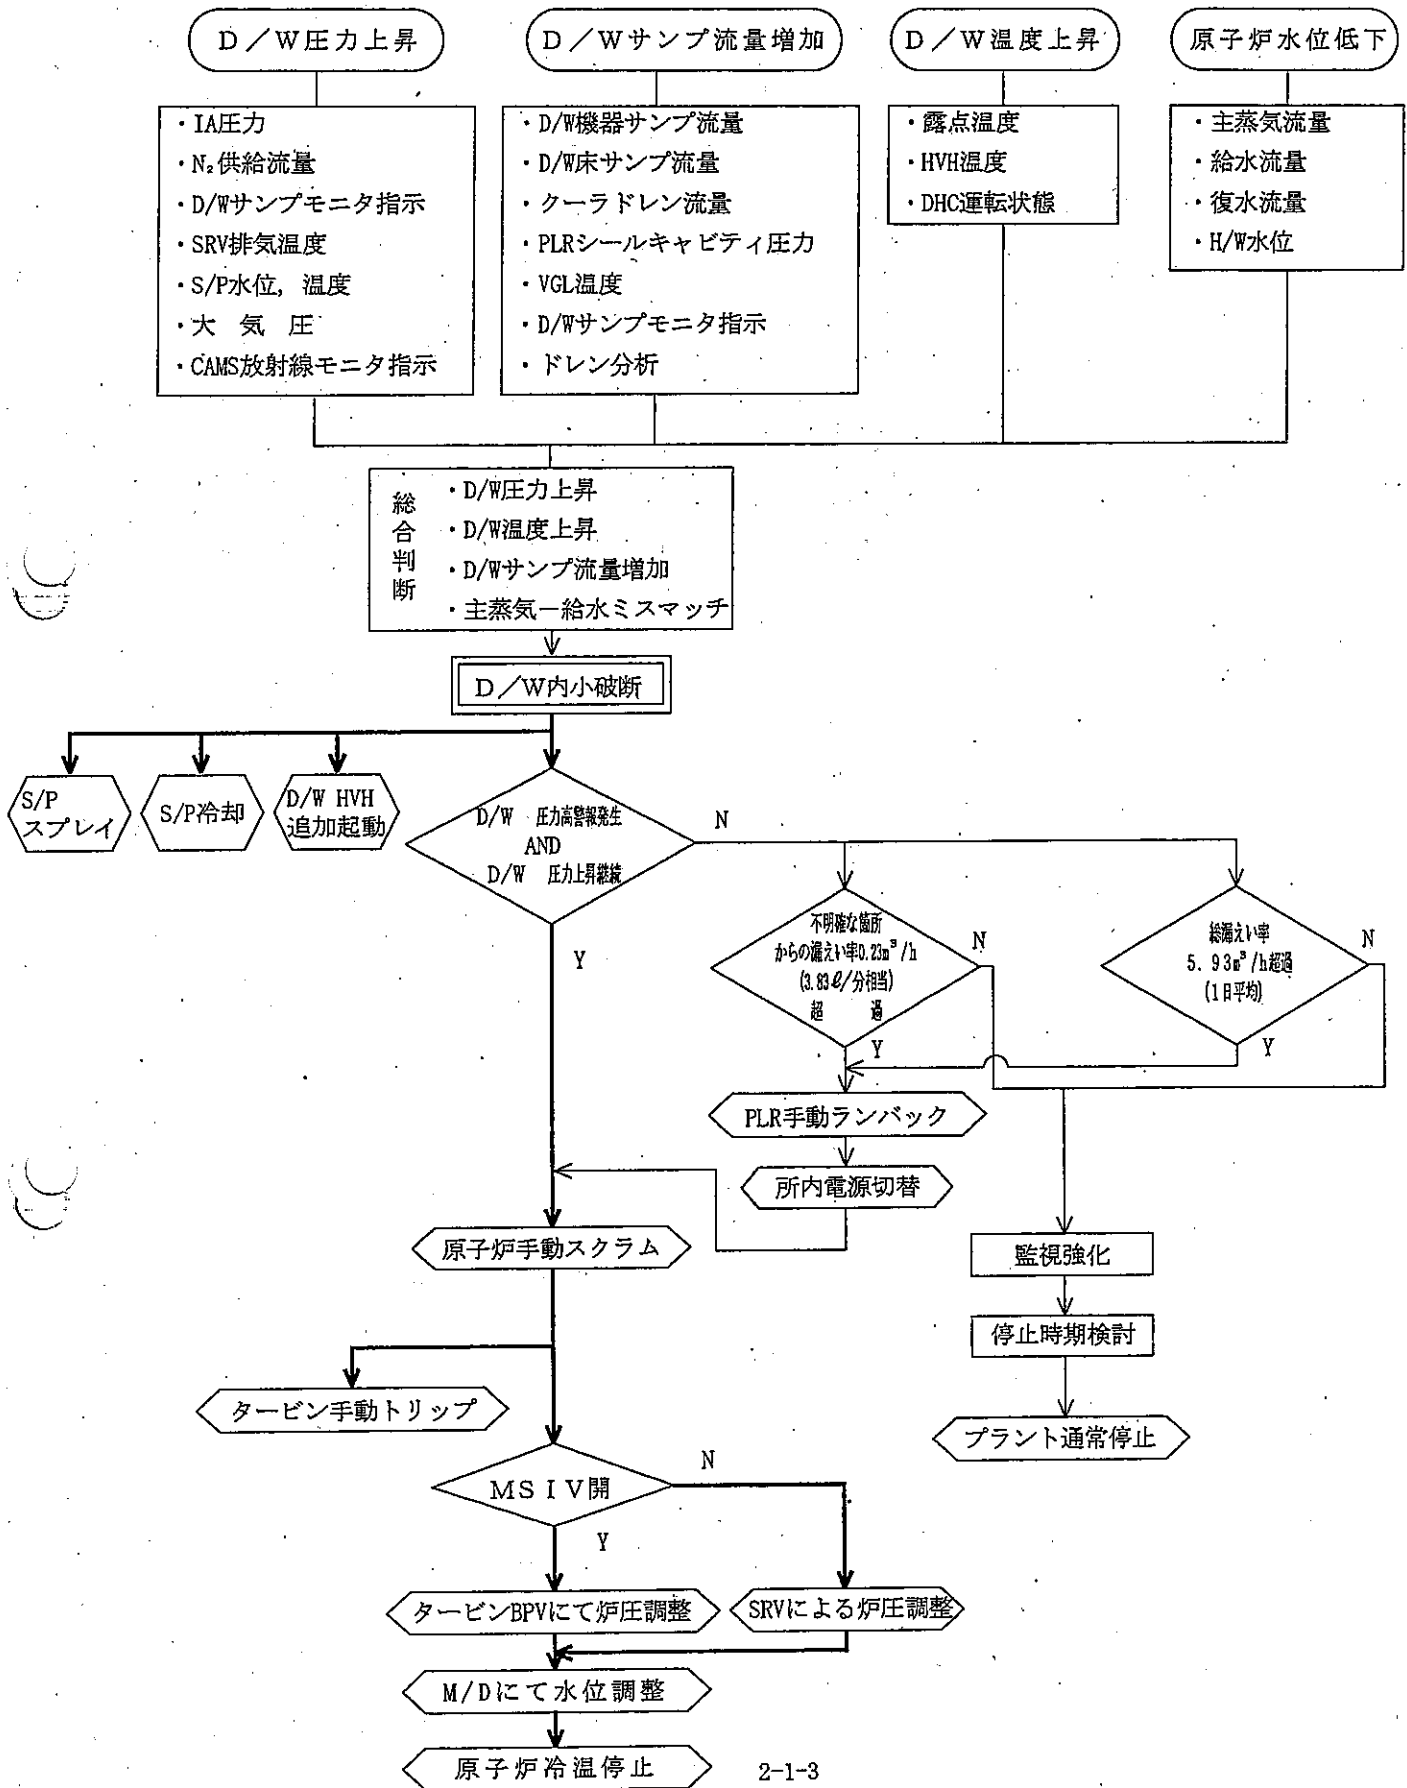 D／W圧力上昇
・IA圧力
・N₂供給流量
・D/Wサンプモニタ指示
・SRV排気温度
・S/P水位，温度
・大　気　圧
・CAMS放射線モニタ指示
D／Wサンプ流量増加
・D/W機器サンプ流量
・D/W床サンプ流量
・クーラドレン流量
・PLRシールキャビティ圧力
・VGL温度
・D/Wサンプモニタ指示
・ドレン分析
D／W温度上昇
・露点温度
・HVH温度
・DHC運転状態
原子炉水位低下
・主蒸気流量
・給水流量
・復水流量
・H/W水位
総合判断
・D/W圧力上昇
・D/W温度上昇
・D/Wサンプ流量増加
・主蒸気－給水ミスマッチ
D／W内小破断
S/P
スプレイ
S/P冷却
D/W HVH
追加起動
D/W　圧力高警報発生
AND
D/W　圧力上昇継続
N
Y
不明確な箇所
からの漏えい率0.23m³/h
(3.83ℓ/分相当)
超　過
N
Y
総漏えい率
5.93m³/h超過
(1日平均)
N
Y
PLR手動ランバック
所内電源切替
原子炉手動スクラム
監視強化
停止時期検討
プラント通常停止
タービン手動トリップ
MSIV開
N
Y
タービンBPVにて炉圧調整
SRVによる炉圧調整
M/Dにて水位調整
原子炉冷温停止
2-1-3